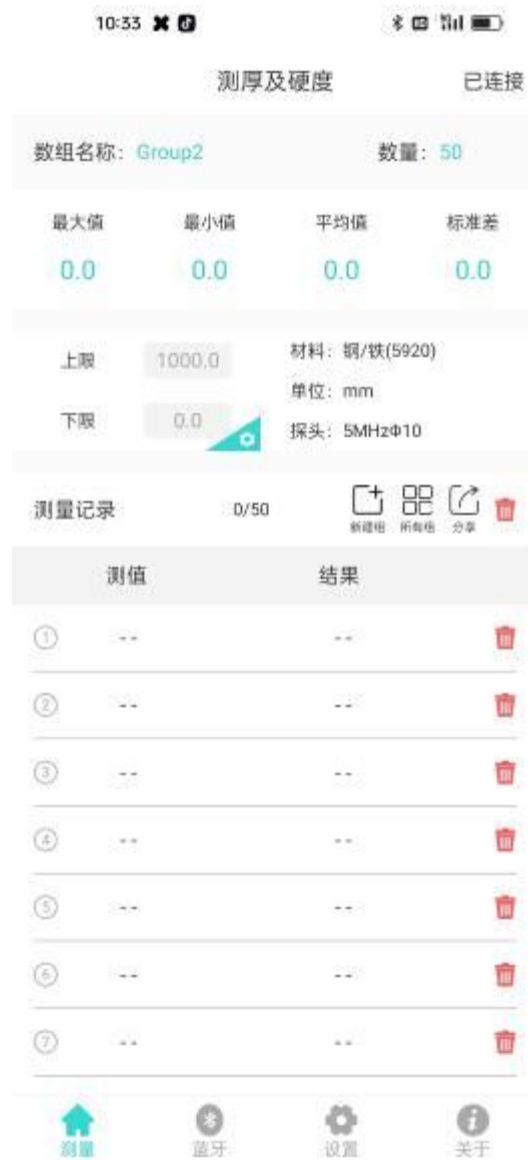 10:33
测厚及硬度 已连接
数组名称: Group2 数量: 50
最大值 最小值 平均值 标准差
0.0 0.0 0.0 0.0
上限 1000.0 材料: 钢/铁(5920)
单位: mm
下限 0.0 探头: 5MHzΦ10
测量记录 0/50 新建组 所有组 分享
测值 结果
1 -- --
2 -- --
3 -- --
4 -- --
5 -- --
6 -- --
7 -- --
测量 蓝牙 设置 关于